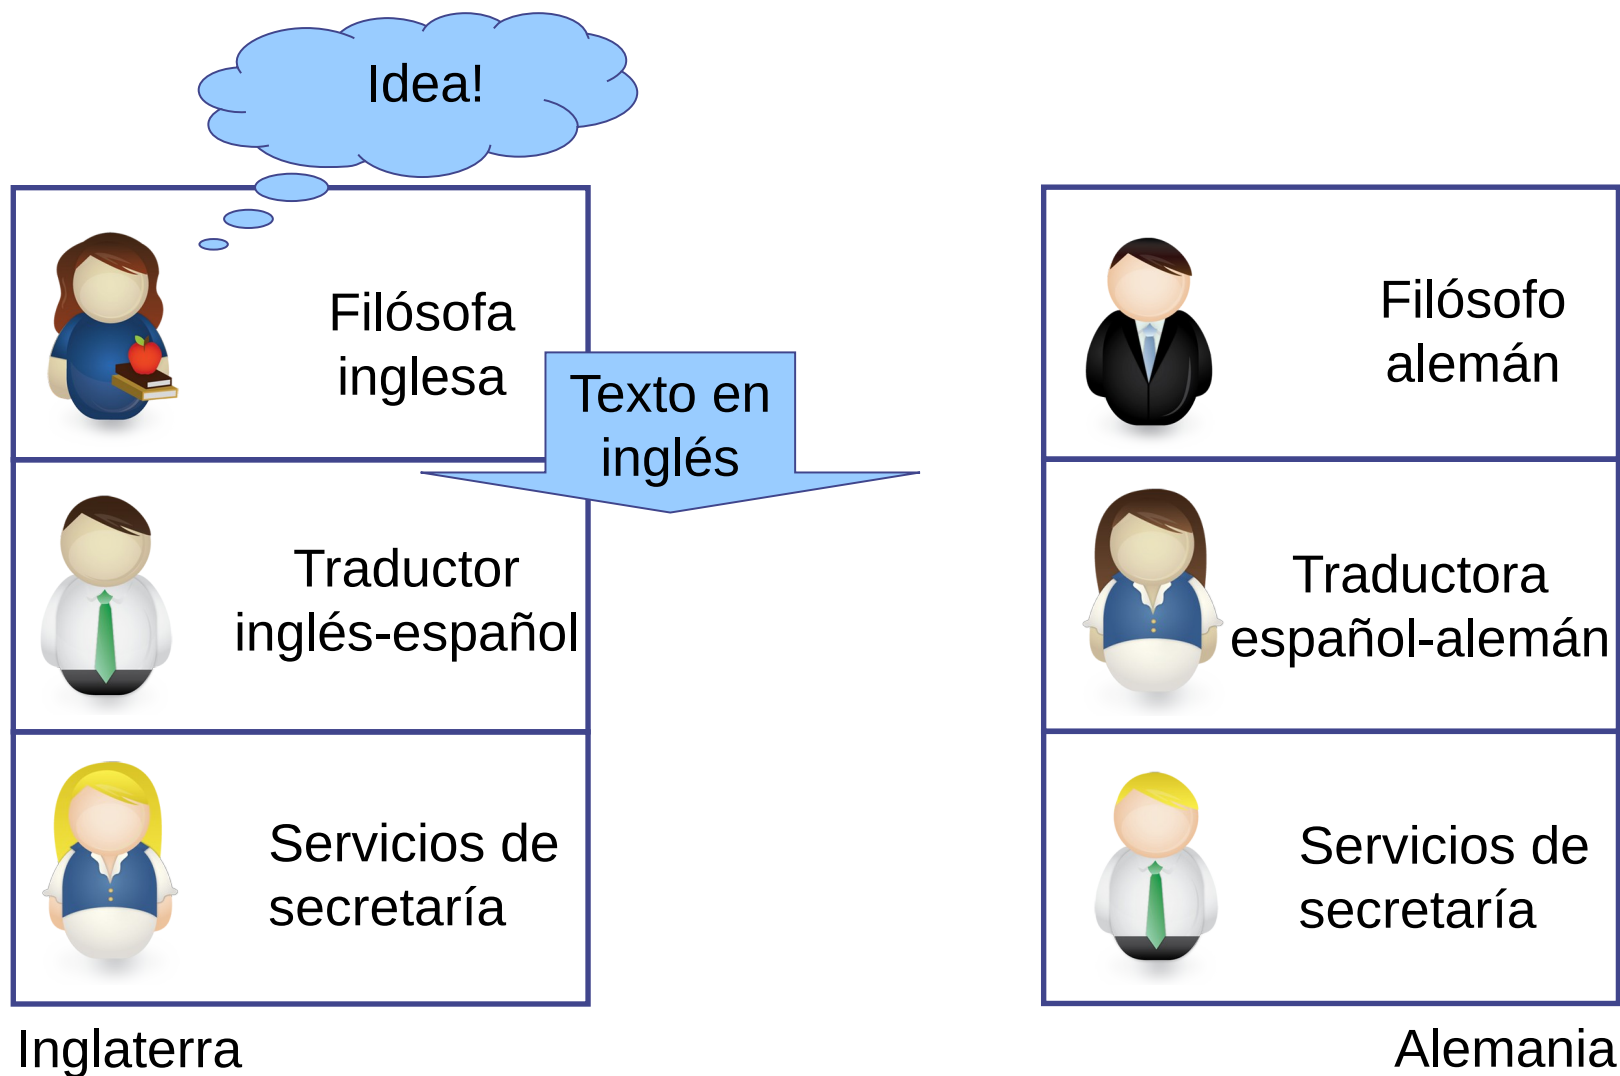 Idea!
Filósofa
inglesa
Texto en
inglés
Traductor
inglés-español
Servicios de
secretaría
Inglaterra
Filósofo
alemán
Traductora
español-alemán
Servicios de
secretaría
Alemania